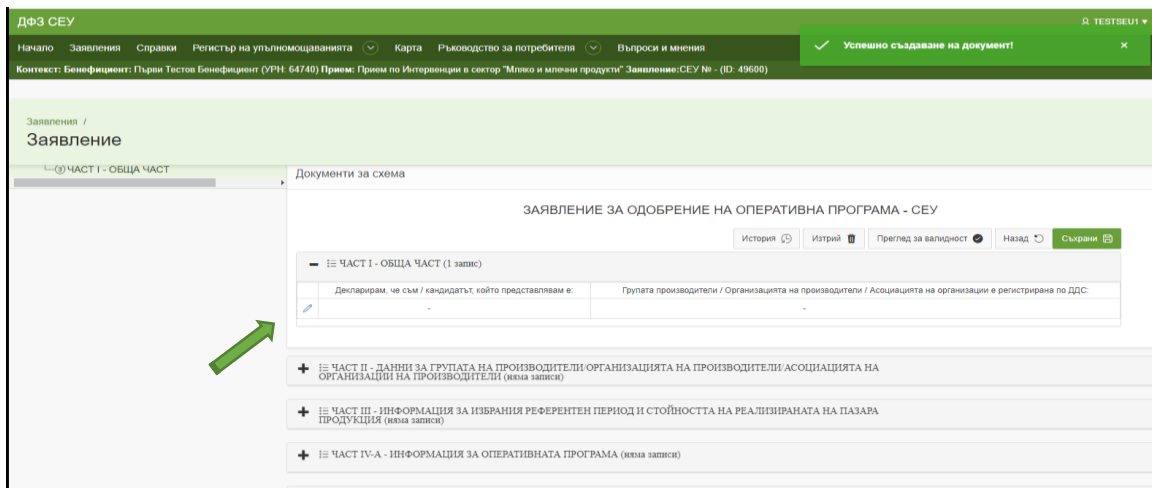 ДФЗ СЕУ
TESTSEU1
Начало Заявления Справки Регистър на упълномощаванията Карта Ръководство за потребителя Въпроси и мнения
Успешно създаване на документ! ×
Контекст: Бенефициент: Първи Тестов Бенефициент (УРН: 64740) Прием: Прием по Интервенции в сектор "Мляко и млечни продукти" Заявление:СЕУ № - (ID: 49600)
Заявления /
Заявление
3 ЧАСТ I - ОБЩА ЧАСТ
Документи за схема
ЗАЯВЛЕНИЕ ЗА ОДОБРЕНИЕ НА ОПЕРАТИВНА ПРОГРАМА - СЕУ
История Изтрий Преглед за валидност Назад Съхрани
ЧАСТ I - ОБЩА ЧАСТ (1 запис)
Декларирам, че съм / кандидатът, който представлявам е: Групата производители / Организацията на производители / Асоциацията на организации е регистрирана по ДДС:
- -
ЧАСТ II - ДАННИ ЗА ГРУПАТА НА ПРОИЗВОДИТЕЛИ/ОРГАНИЗАЦИЯТА НА ПРОИЗВОДИТЕЛИ/АСОЦИАЦИЯТА НА
ОРГАНИЗАЦИИ НА ПРОИЗВОДИТЕЛИ (няма записи)
ЧАСТ III - ИНФОРМАЦИЯ ЗА ИЗБРАНИЯ РЕФЕРЕНТЕН ПЕРИОД И СТОЙНОСТТА НА РЕАЛИЗИРАНАТА НА ПАЗАРА
ПРОДУКЦИЯ (няма записи)
ЧАСТ IV-А - ИНФОРМАЦИЯ ЗА ОПЕРАТИВНАТА ПРОГРАМА (няма записи)